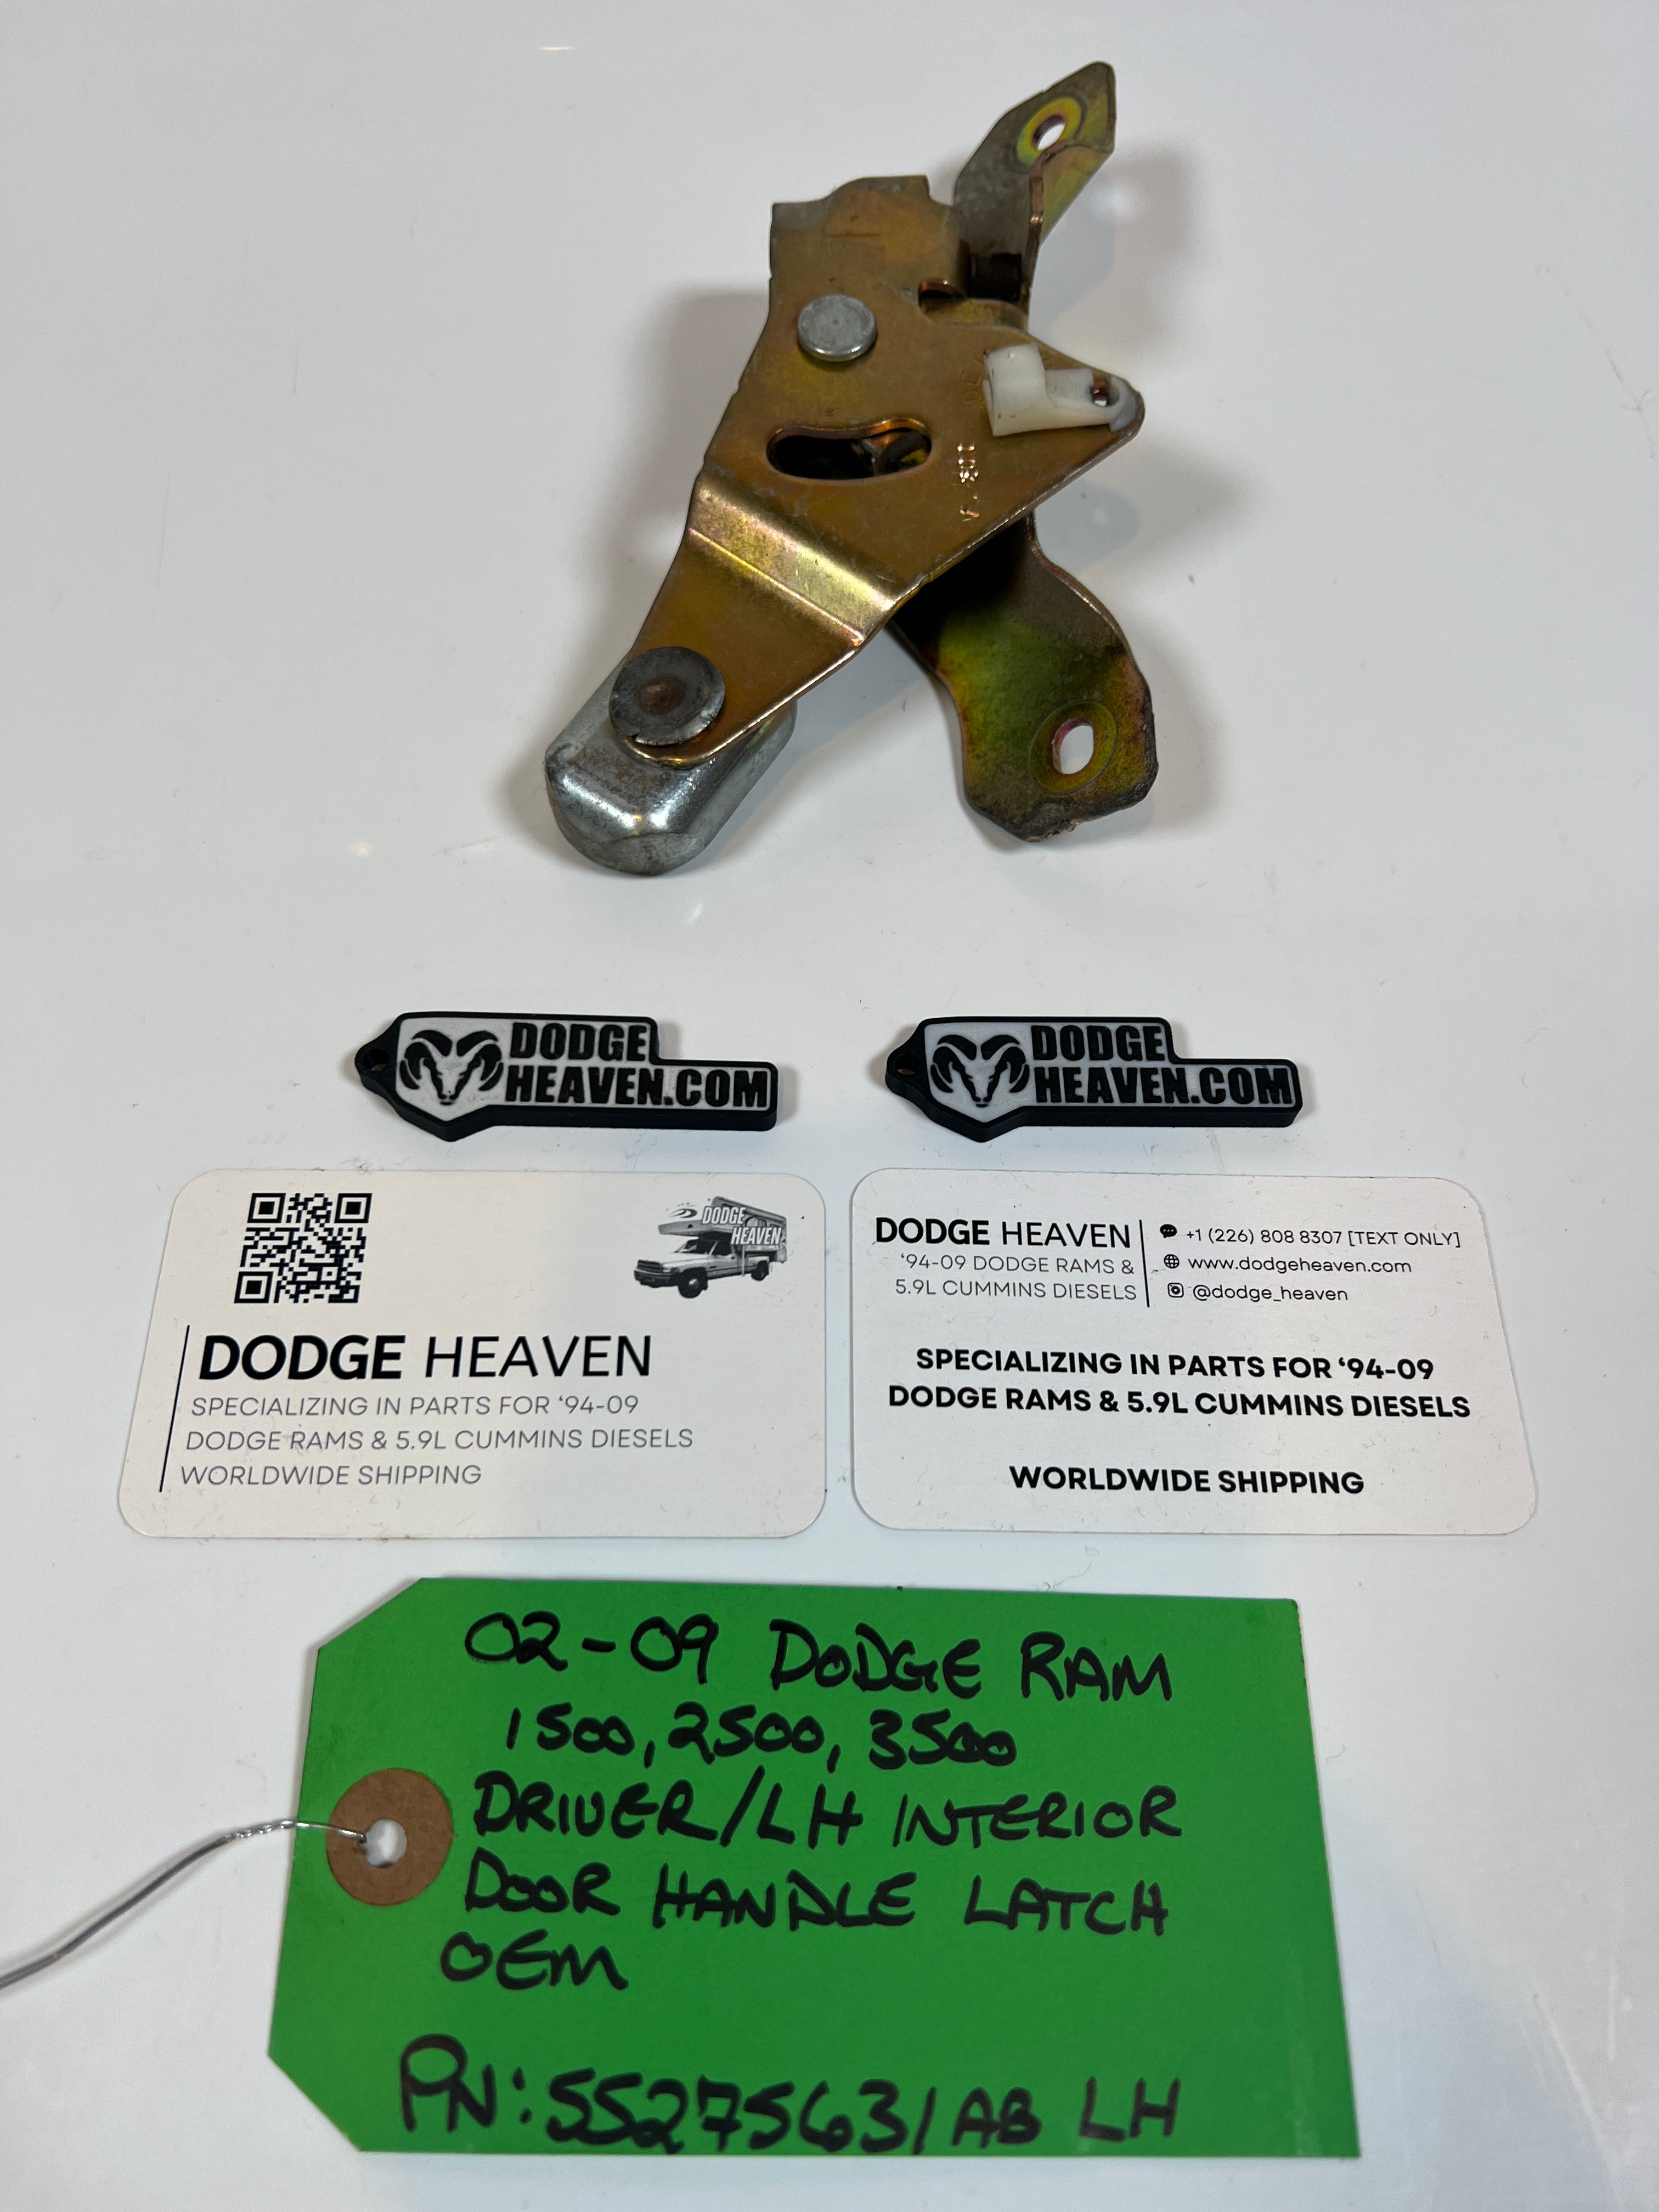 DODGE
HEAVEN.COM
DODGE
HEAVEN.COM
DODGE
HEAVEN
DODGE HEAVEN
SPECIALIZING IN PARTS FOR ‘94-09
DODGE RAMS & 5.9L CUMMINS DIESELS
WORLDWIDE SHIPPING
DODGE HEAVEN
‘94-09 DODGE RAMS &
5.9L CUMMINS DIESELS
+1 (226) 808 8307 [TEXT ONLY]
www.dodgeheaven.com
@dodge_heaven
SPECIALIZING IN PARTS FOR ‘94-09
DODGE RAMS & 5.9L CUMMINS DIESELS
WORLDWIDE SHIPPING
02-09 DODGE RAM
1500, 2500, 3500
DRIVER/LH INTERIOR
DOOR HANDLE LATCH
OEM
PN: 55275631AB LH